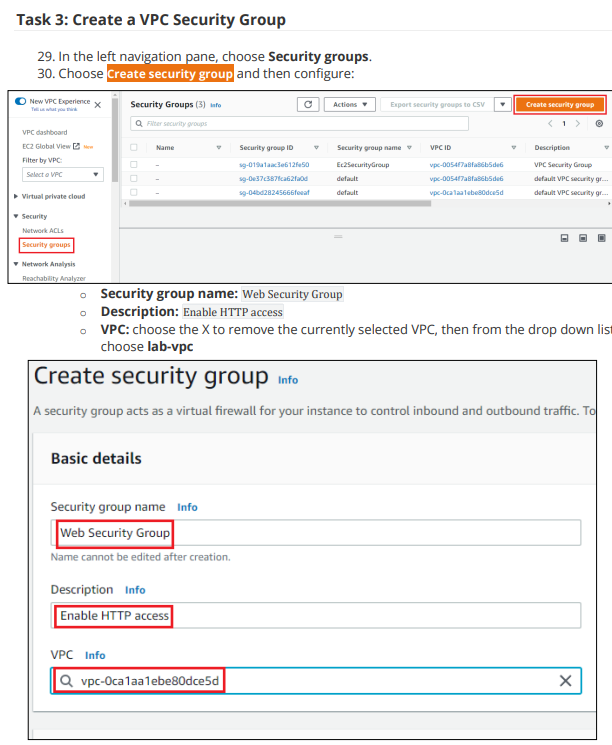 Task 3: Create a VPC Security Group
29. In the left navigation pane, choose Security groups.
30. Choose Create security group and then configure:
New VPC Experience
Tell us what you think
VPC dashboard
EC2 Global View New
Filter by VPC:
Select a VPC
Virtual private cloud
Security
Network ACLs
Security groups
Network Analysis
Reachability Analyzer
Security Groups (3) Info
Actions
Export security groups to CSV
Create security group
Filter security groups
1
Name Security group ID Security group name VPC ID Description
– sg-019a1aac3e612fe50 Ec2SecurityGroup vpc-0054f7a8fa86b5de6 VPC Security Group
– sg-0e37c387fca62fa0d default vpc-0054f7a8fa86b5de6 default VPC security gr...
– sg-04bd28245666feeaf default vpc-0ca1aa1ebe80dce5d default VPC security gr...
o Security group name: Web Security Group
o Description: Enable HTTP access
o VPC: choose the X to remove the currently selected VPC, then from the drop down list
choose lab-vpc
Create security group Info
A security group acts as a virtual firewall for your instance to control inbound and outbound traffic. To
Basic details
Security group name Info
Web Security Group
Name cannot be edited after creation.
Description Info
Enable HTTP access
VPC Info
vpc-0ca1aa1ebe80dce5d